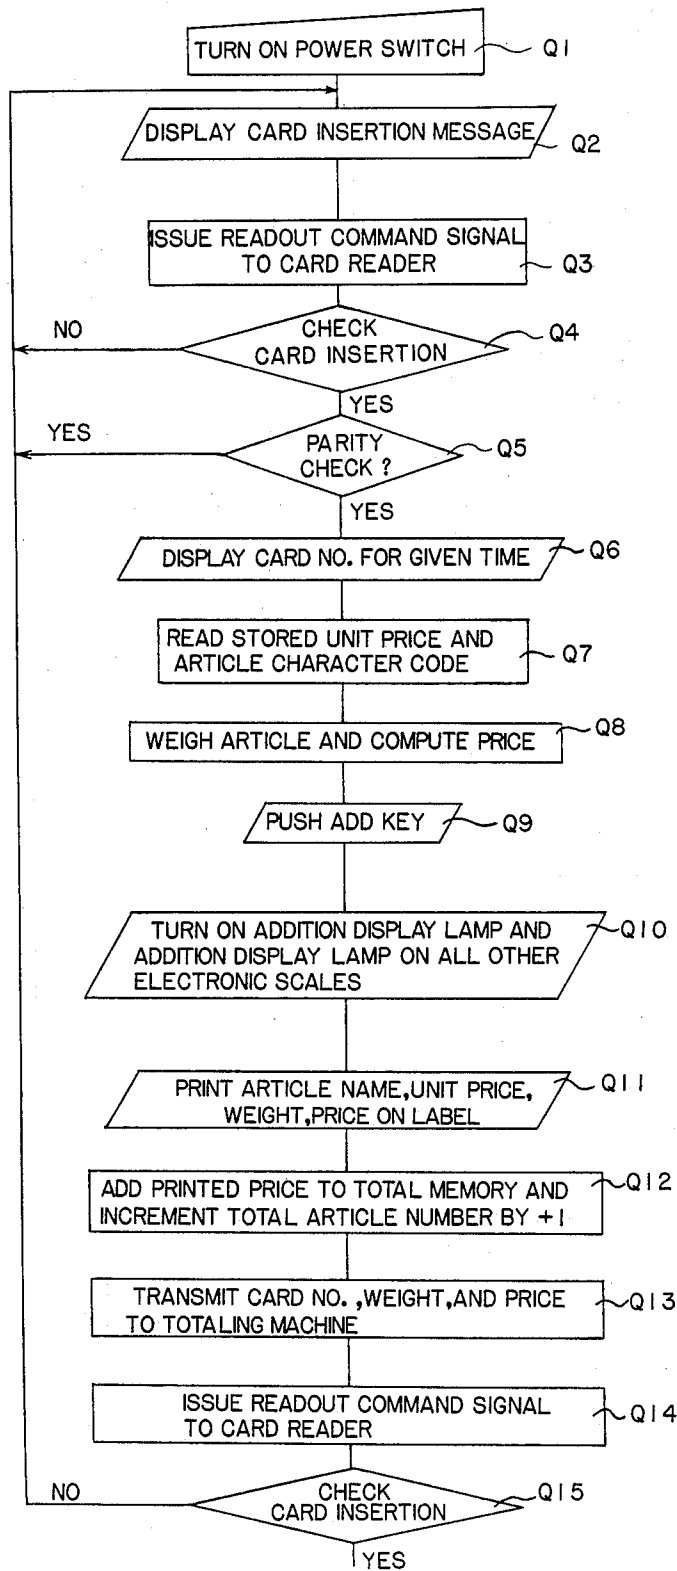 TURN ON POWER SWITCH
Q1
DISPLAY CARD INSERTION MESSAGE
Q2
ISSUE READOUT COMMAND SIGNAL
TO CARD READER
Q3
CHECK
CARD INSERTION
Q4
NO
YES
PARITY
CHECK ?
Q5
YES
YES
DISPLAY CARD NO. FOR GIVEN TIME
Q6
READ STORED UNIT PRICE AND
ARTICLE CHARACTER CODE
Q7
WEIGH ARTICLE AND COMPUTE PRICE
Q8
PUSH ADD KEY
Q9
TURN ON ADDITION DISPLAY LAMP AND
ADDITION DISPLAY LAMP ON ALL OTHER
ELECTRONIC SCALES
Q10
PRINT ARTICLE NAME, UNIT PRICE,
WEIGHT, PRICE ON LABEL
Q11
ADD PRINTED PRICE TO TOTAL MEMORY AND
INCREMENT TOTAL ARTICLE NUMBER BY +1
Q12
TRANSMIT CARD NO. , WEIGHT, AND PRICE
TO TOTALING MACHINE
Q13
ISSUE READOUT COMMAND SIGNAL
TO CARD READER
Q14
CHECK
CARD INSERTION
Q15
NO
YES